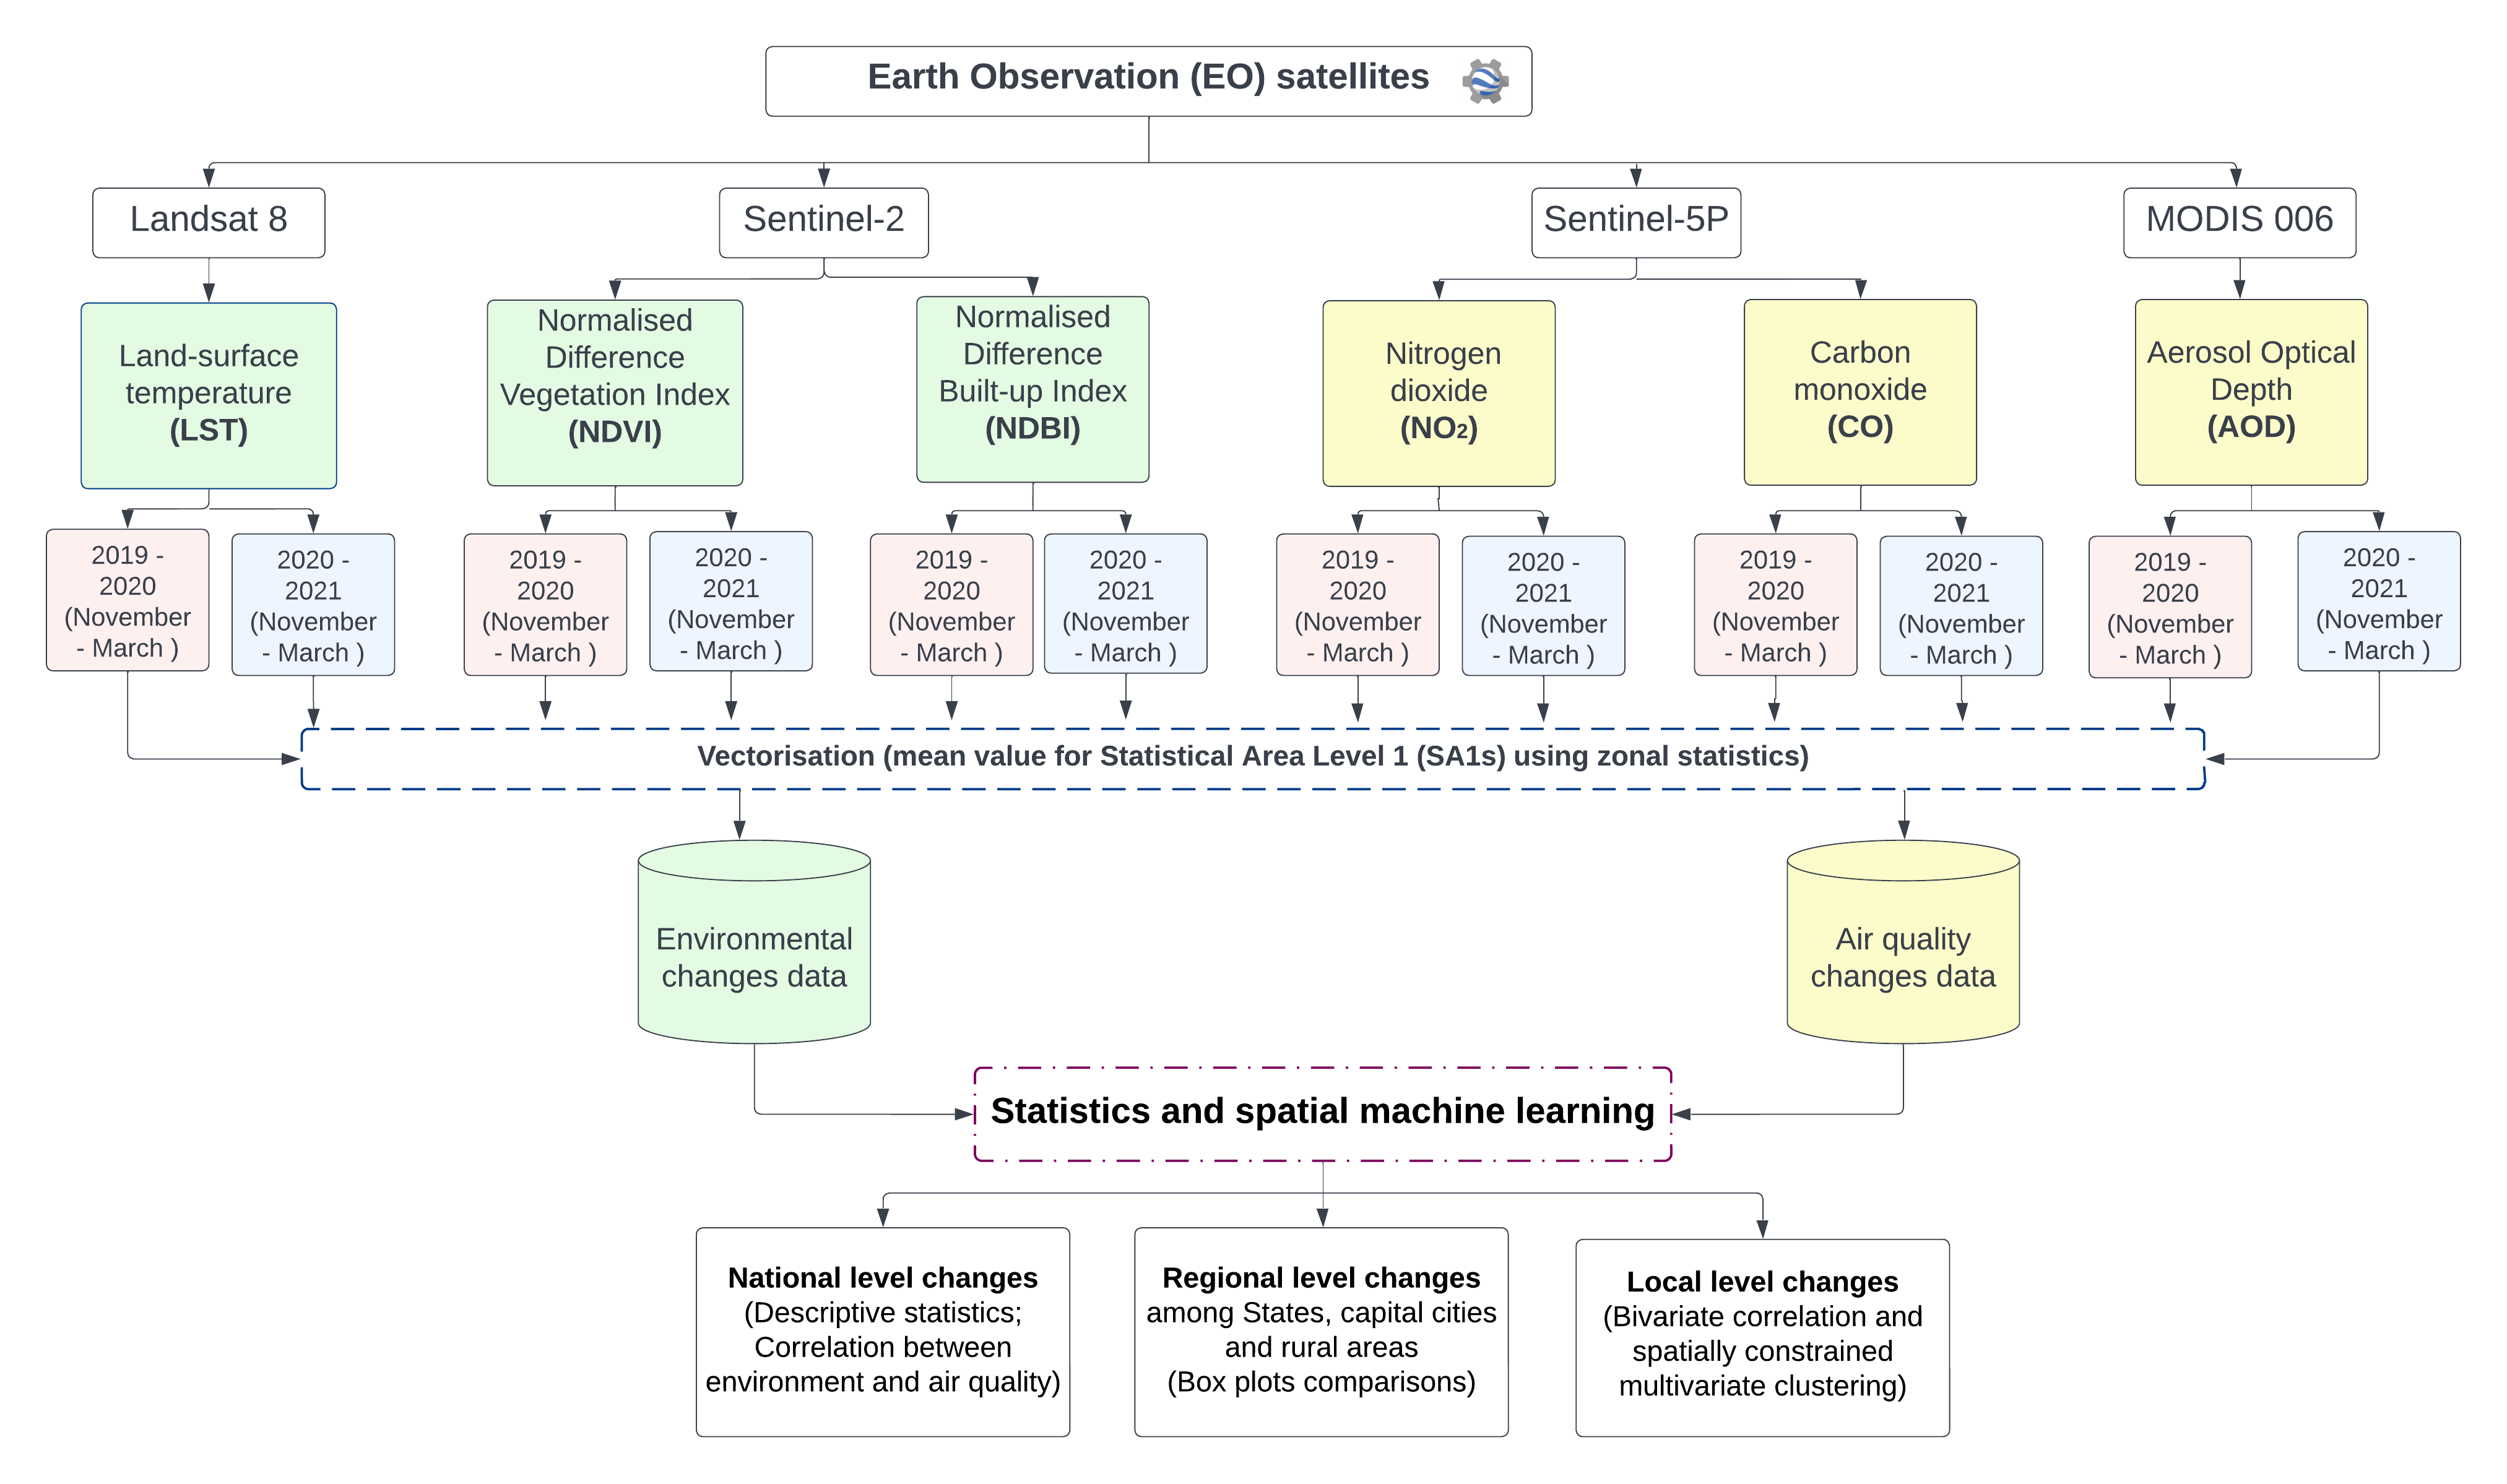 Earth Observation (EO) satellites
Landsat 8
Sentinel-2
Sentinel-5P
MODIS 006
Land-surface
temperature
(LST)
Normalised
Difference
Vegetation Index
(NDVI)
Normalised
Difference
Built-up Index
(NDBI)
Nitrogen
dioxide
(NO₂)
Carbon
monoxide
(CO)
Aerosol Optical
Depth
(AOD)
2019 -
2020
(November
- March )
2020 -
2021
(November
- March )
2019 -
2020
(November
- March )
2020 -
2021
(November
- March )
2019 -
2020
(November
- March )
2020 -
2021
(November
- March )
2019 -
2020
(November
- March )
2020 -
2021
(November
- March )
2019 -
2020
(November
- March )
2020 -
2021
(November
- March )
2019 -
2020
(November
- March )
2020 -
2021
(November
- March )
Vectorisation (mean value for Statistical Area Level 1 (SA1s) using zonal statistics)
Environmental
changes data
Air quality
changes data
Statistics and spatial machine learning
National level changes
(Descriptive statistics;
Correlation between
environment and air quality)
Regional level changes
among States, capital cities
and rural areas
(Box plots comparisons)
Local level changes
(Bivariate correlation and
spatially constrained
multivariate clustering)